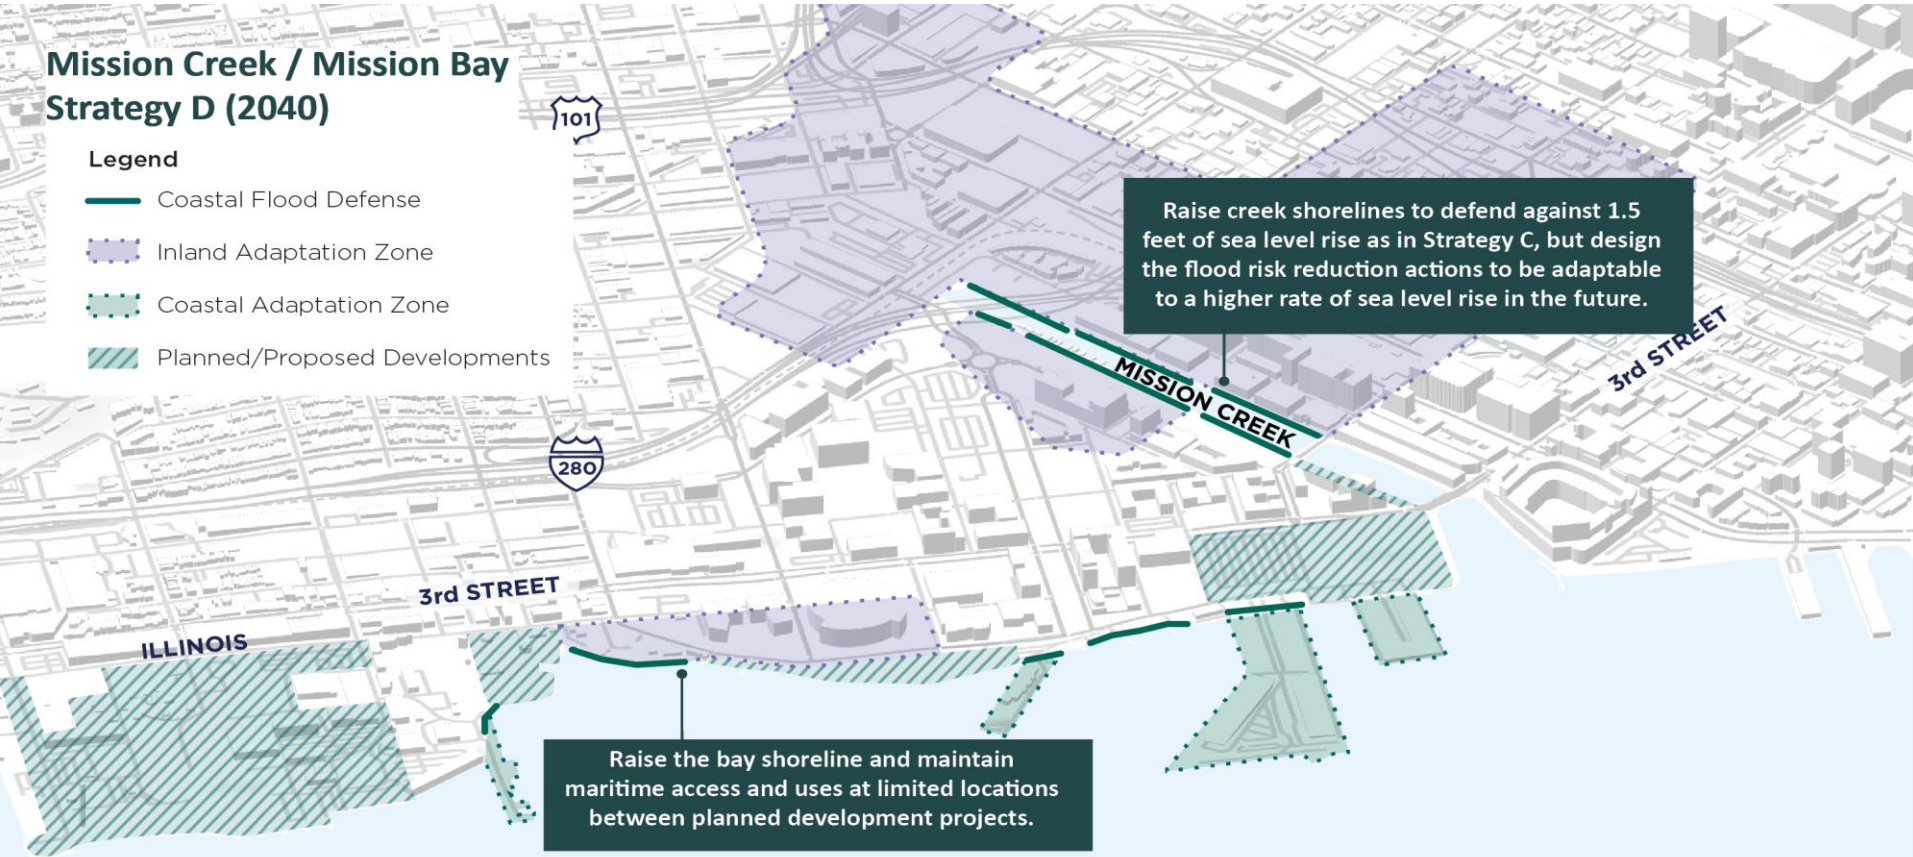 Mission Creek / Mission Bay
Strategy D (2040)
Legend
Coastal Flood Defense
Inland Adaptation Zone
Coastal Adaptation Zone
Planned/Proposed Developments
101
Raise creek shorelines to defend against 1.5
feet of sea level rise as in Strategy C, but design
the flood risk reduction actions to be adaptable
to a higher rate of sea level rise in the future.
3rd STREET
MISSION CREEK
280
3rd STREET
ILLINOIS
Raise the bay shoreline and maintain
maritime access and uses at limited locations
between planned development projects.